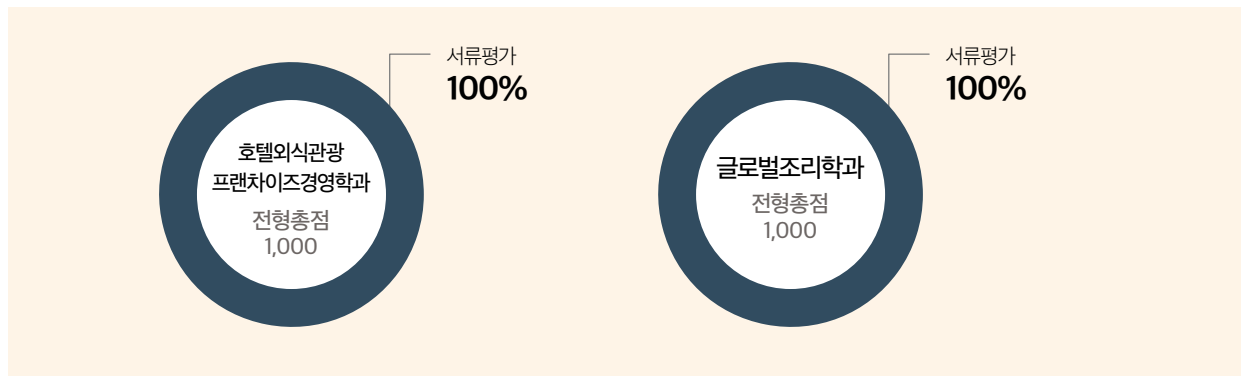 서류평가
100%
호텔외식관광
프랜차이즈경영학과
전형총점
1,000
서류평가
100%
글로벌조리학과
전형총점
1,000